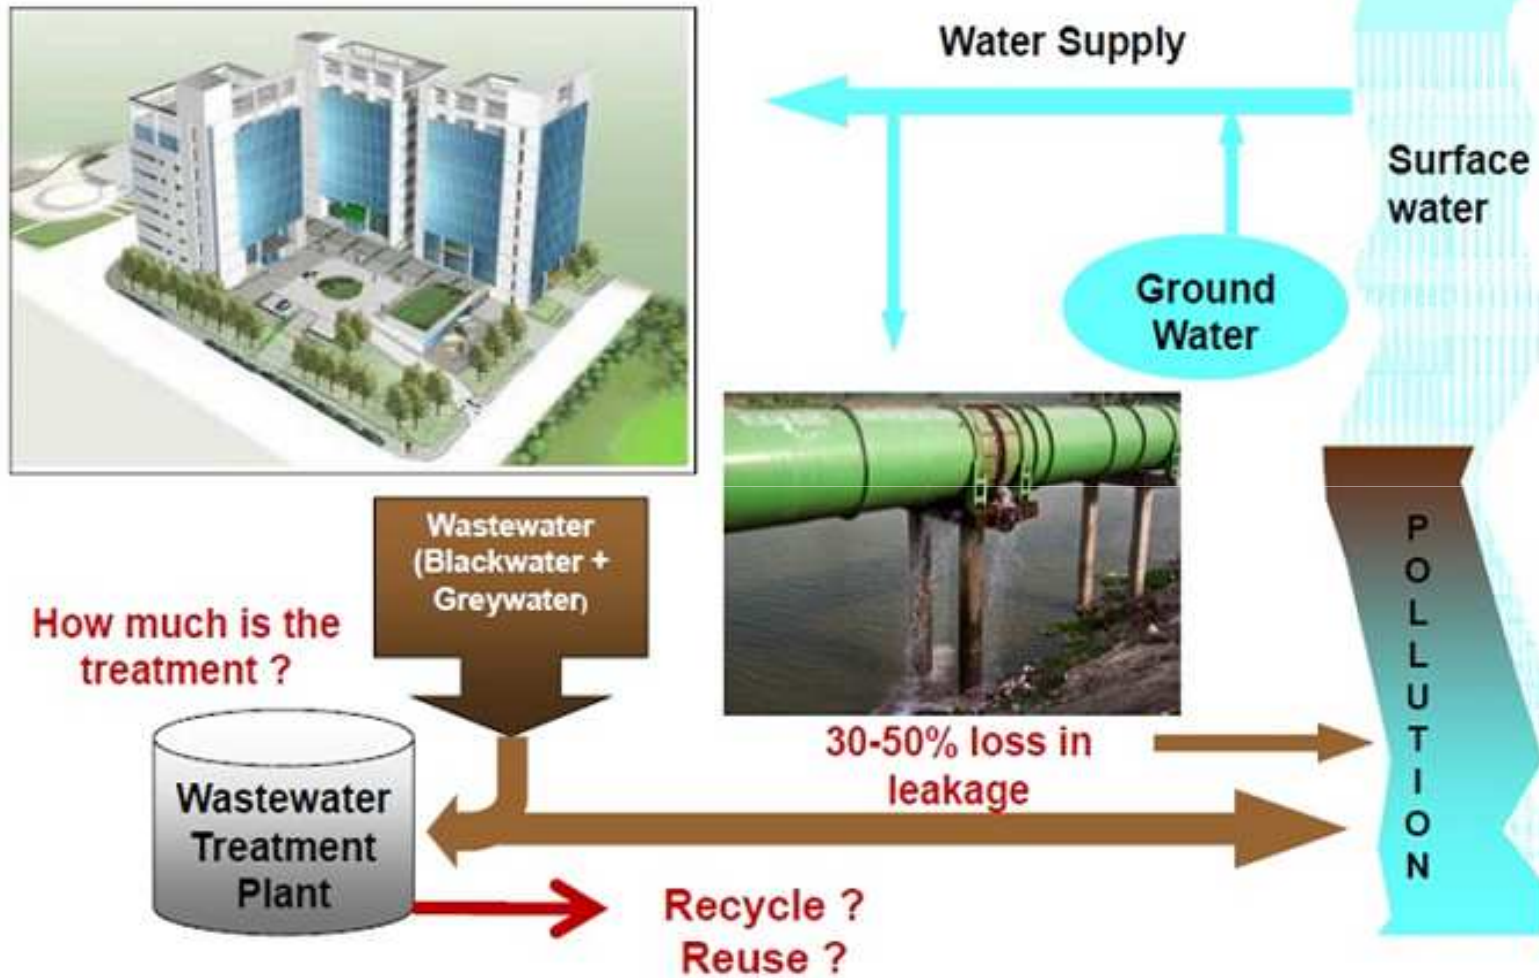 Water Supply
Surface
water
Ground
Water
Wastewater
(Blackwater +
Greywater)
How much is the
treatment ?
30-50% loss in
leakage
Wastewater
Treatment
Plant
Recycle ?
Reuse ?
P
O
L
L
U
T
I
O
N